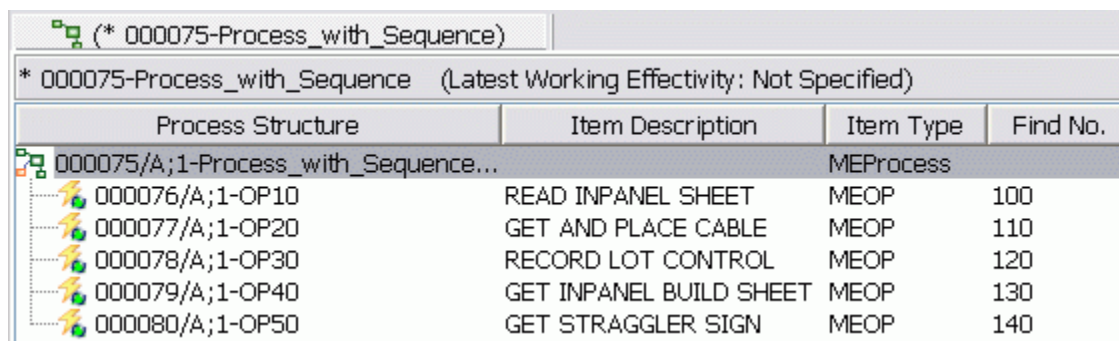 (* 000075-Process_with_Sequence)
* 000075-Process_with_Sequence (Latest Working Effectivity: Not Specified)
Process Structure Item Description Item Type Find No.
000075/A;1-Process_with_Sequence... MEProcess
000076/A;1-OP10 READ INPANEL SHEET MEOP 100
000077/A;1-OP20 GET AND PLACE CABLE MEOP 110
000078/A;1-OP30 RECORD LOT CONTROL MEOP 120
000079/A;1-OP40 GET INPANEL BUILD SHEET MEOP 130
000080/A;1-OP50 GET STRAGGLER SIGN MEOP 140